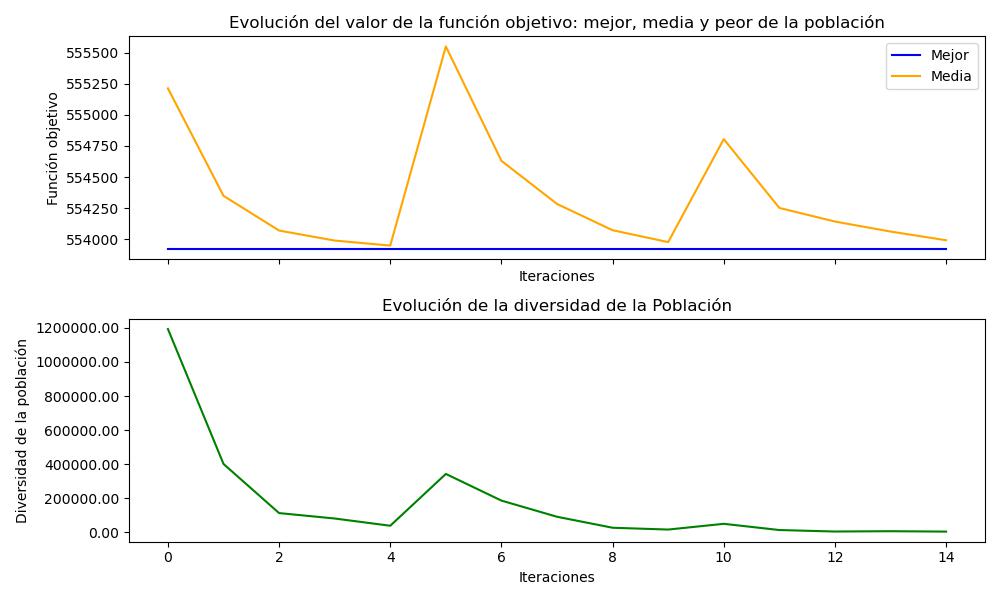 Evolución del valor de la función objetivo: mejor, media y peor de la población
Función objetivo
555500
555250
555000
554750
554500
554250
554000
Mejor
Media
Iteraciones
Evolución de la diversidad de la Población
Diversidad de la población
1200000.00
1000000.00
800000.00
600000.00
400000.00
200000.00
0.00
0 2 4 6 8 10 12 14
Iteraciones